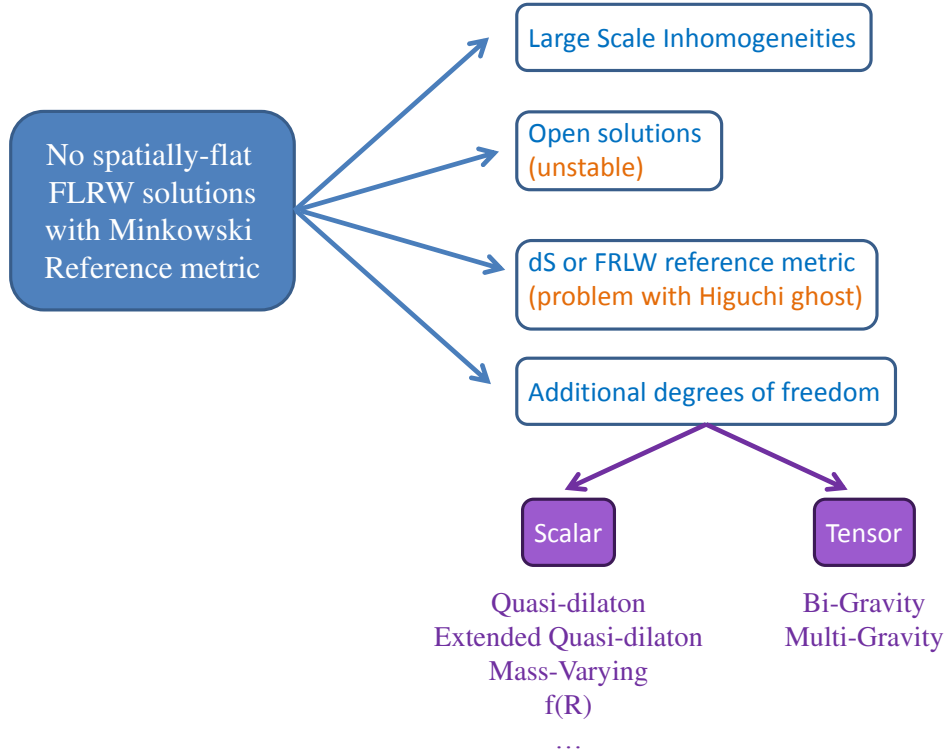 Large Scale Inhomogeneities
No spatially-flat
FLRW solutions
with Minkowski
Reference metric
Open solutions
(unstable)
dS or FRLW reference metric
(problem with Higuchi ghost)
Additional degrees of freedom
Scalar
Quasi-dilaton
Extended Quasi-dilaton
Mass-Varying
f(R)
...
Tensor
Bi-Gravity
Multi-Gravity